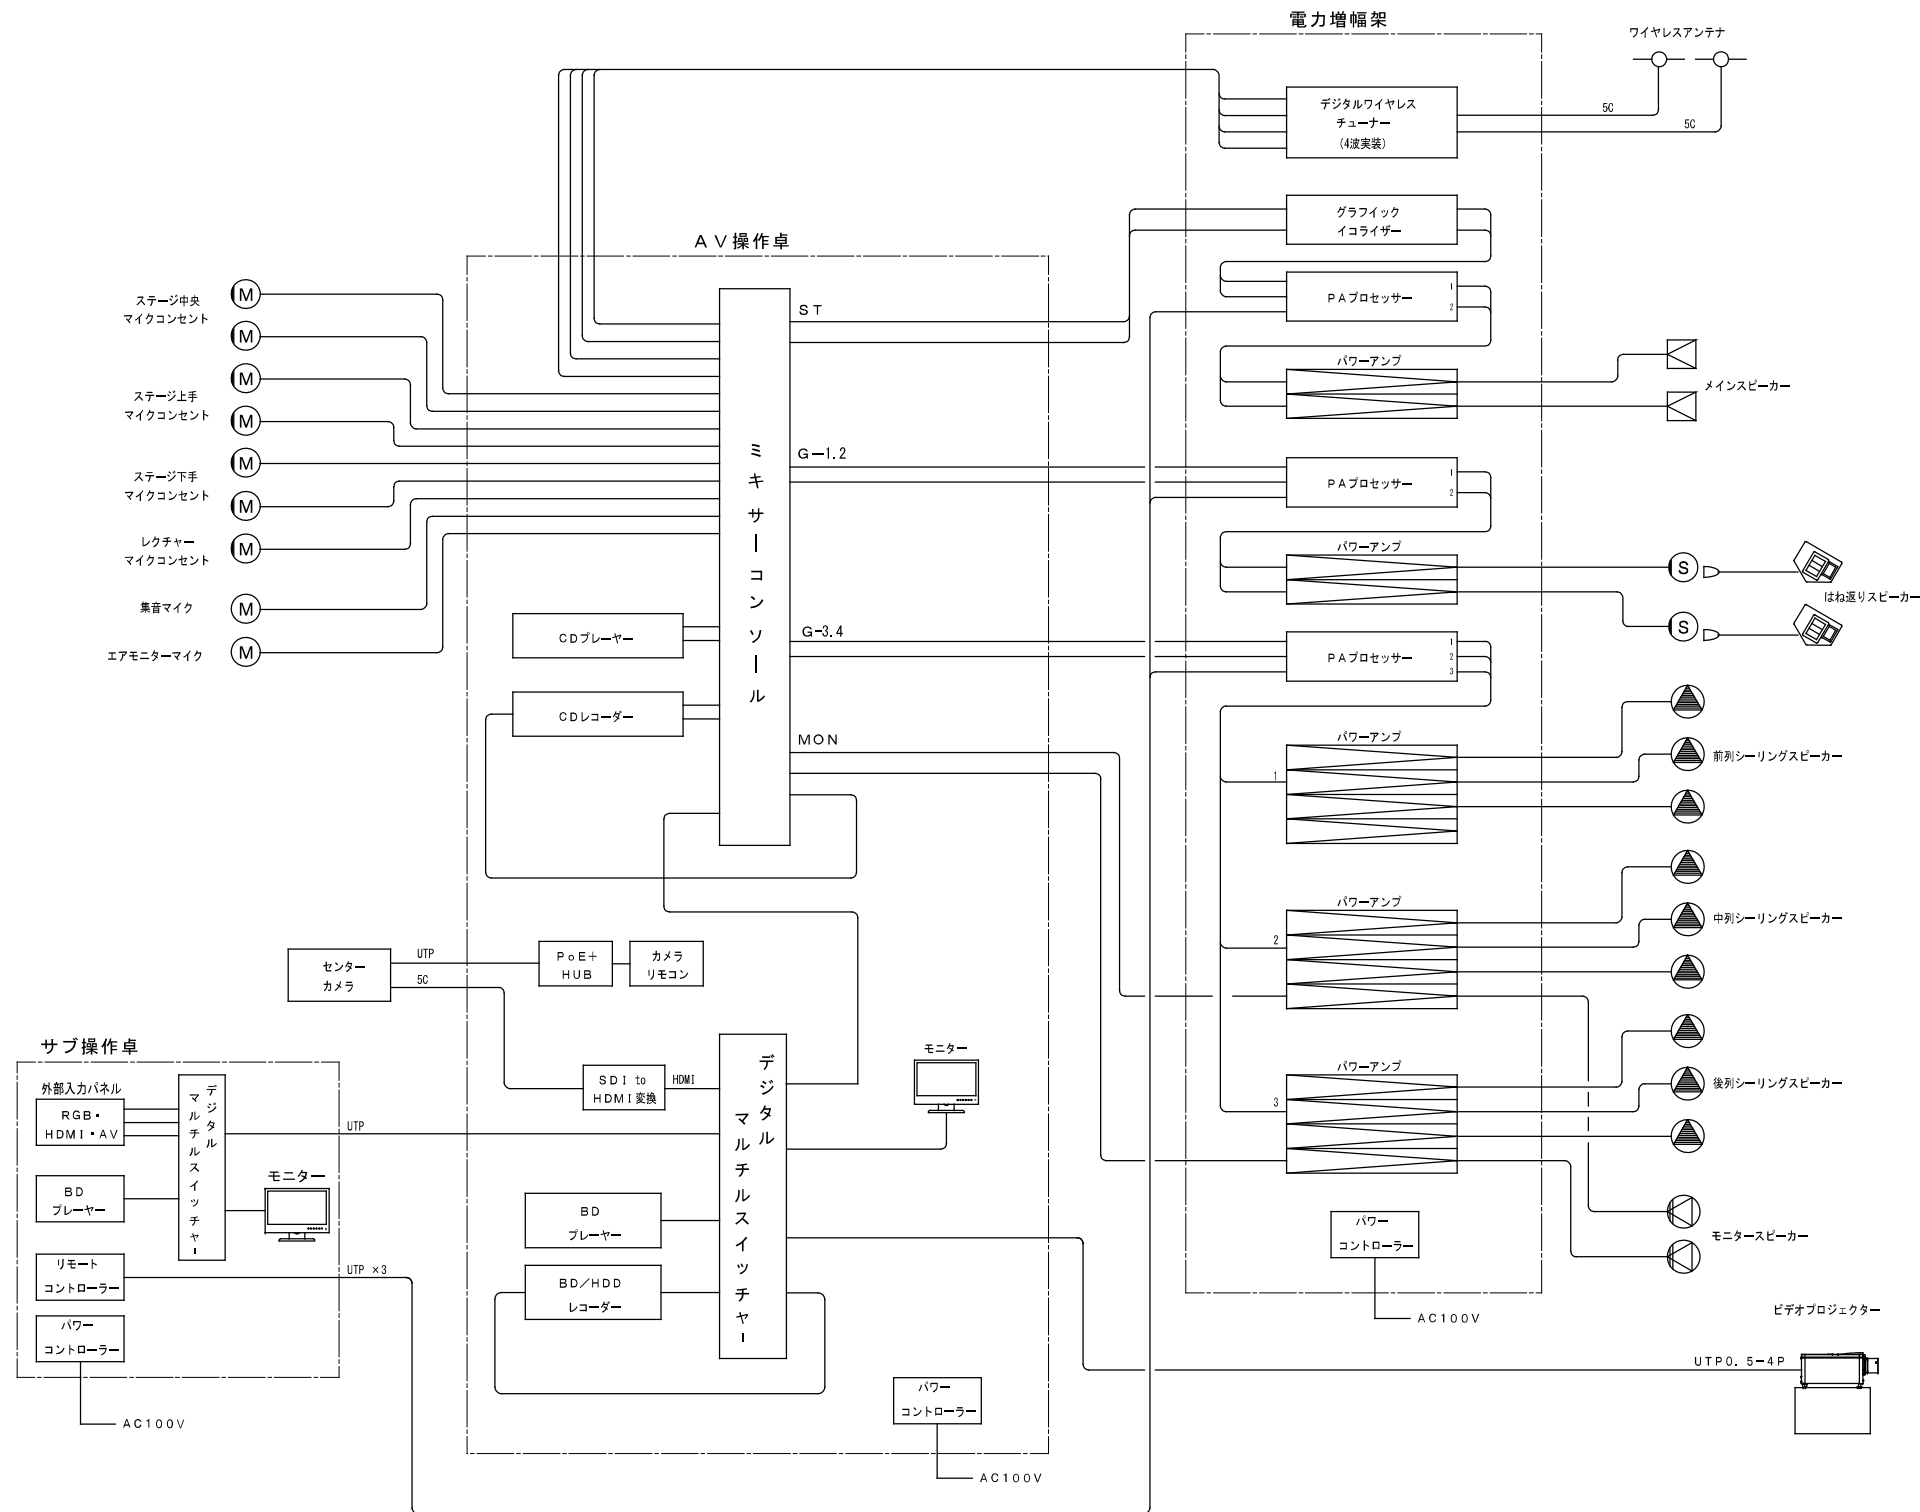 電力増幅架
ワイヤレスアンテナ
デジタルワイヤレス
チューナー
(4波実装)
5C
5C
グラフィック
イコライザー
AV操作卓
ステージ中央
マイクコンセント
M
M
ステージ上手
マイクコンセント
M
M
ステージ下手
マイクコンセント
M
M
レクチャー
マイクコンセント
M
集音マイク
M
エアモニターマイク
M
ミキサーコンソール
ST
G-1.2
G-3.4
MON
CDプレーヤー
CDレコーダー
PAプロセッサー
1
2
パワーアンプ
メインスピーカー
PAプロセッサー
1
2
パワーアンプ
S
S
はね返りスピーカー
PAプロセッサー
1
2
3
パワーアンプ
1
前列シーリングスピーカー
パワーアンプ
2
中列シーリングスピーカー
パワーアンプ
3
後列シーリングスピーカー
モニタースピーカー
パワー
コントローラー
AC100V
センター
カメラ
UTP
5C
PoE+
HUB
カメラ
リモコン
SDI to
HDMI変換
HDMI
デジタル
マルチルスイッチャー
モニター
BD
プレーヤー
BD/HDD
レコーダー
パワー
コントローラー
AC100V
サブ操作卓
外部入力パネル
RGB・
HDMI・AV
デジタル
マルチルスイッチャー
BD
プレーヤー
モニター
リモート
コントローラー
パワー
コントローラー
AC100V
UTP
UTP ×3
ビデオプロジェクター
UTP0.5-4P